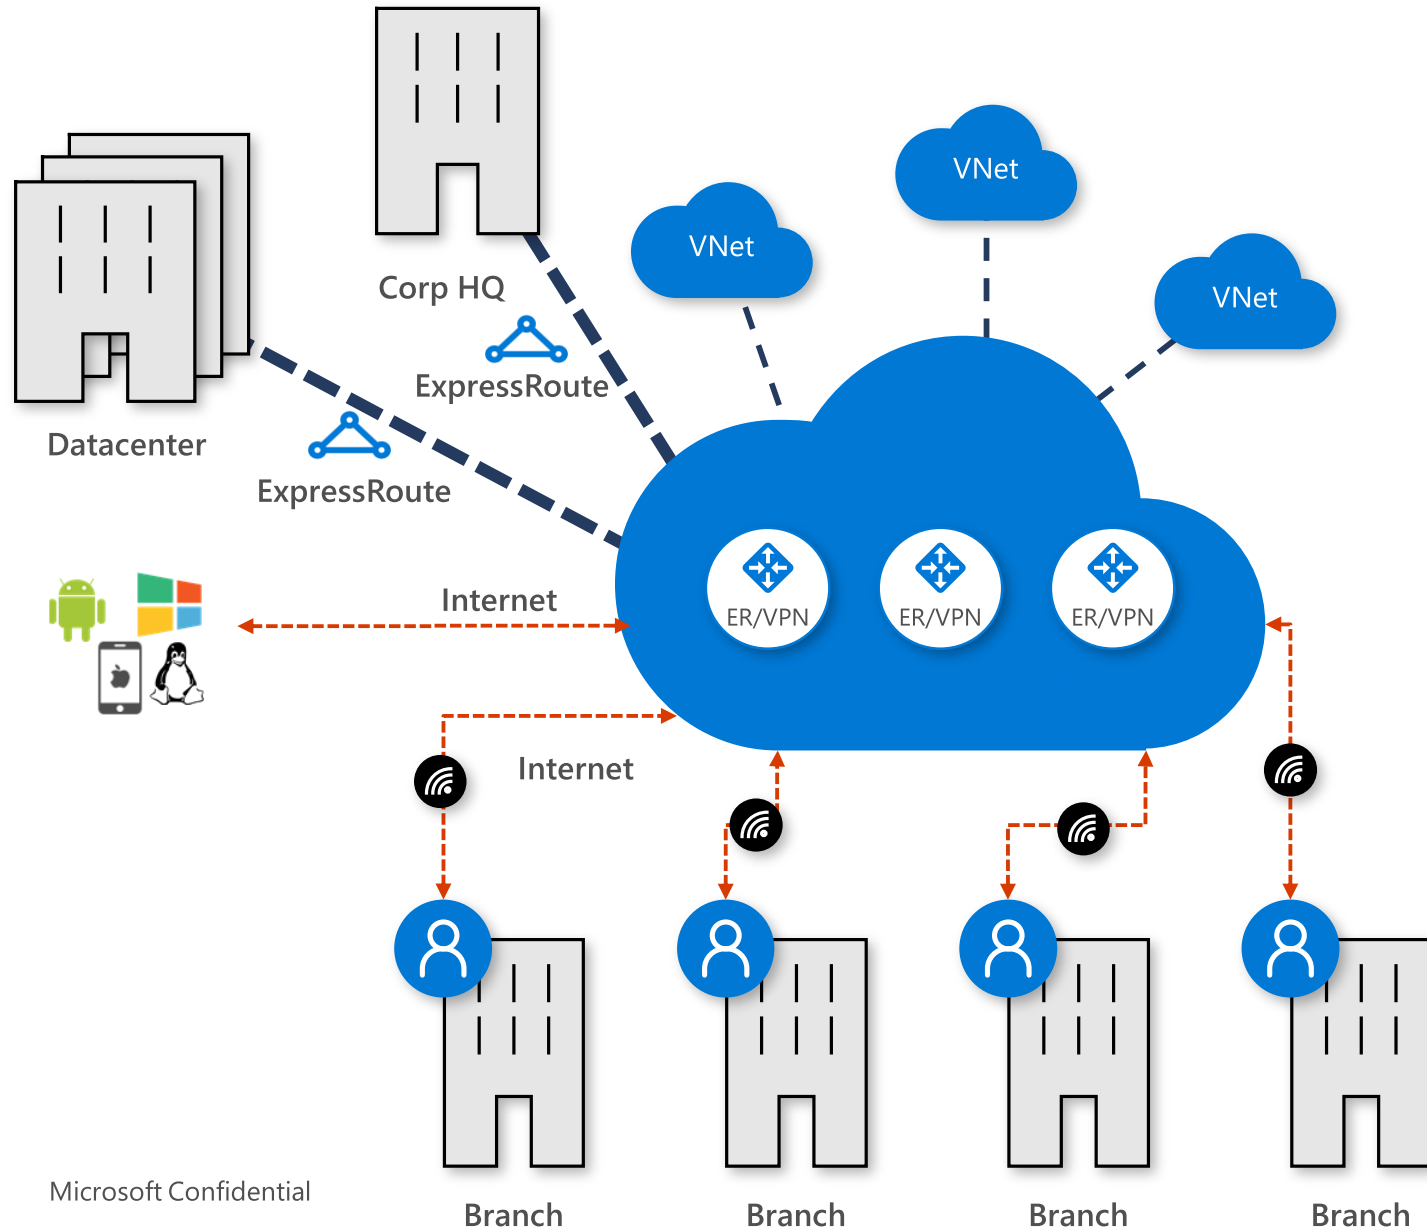 VNet
VNet
VNet
Corp HQ
ExpressRoute
Datacenter
ExpressRoute
Internet
ER/VPN
ER/VPN
ER/VPN
Internet
Microsoft Confidential
Branch
Branch
Branch
Branch